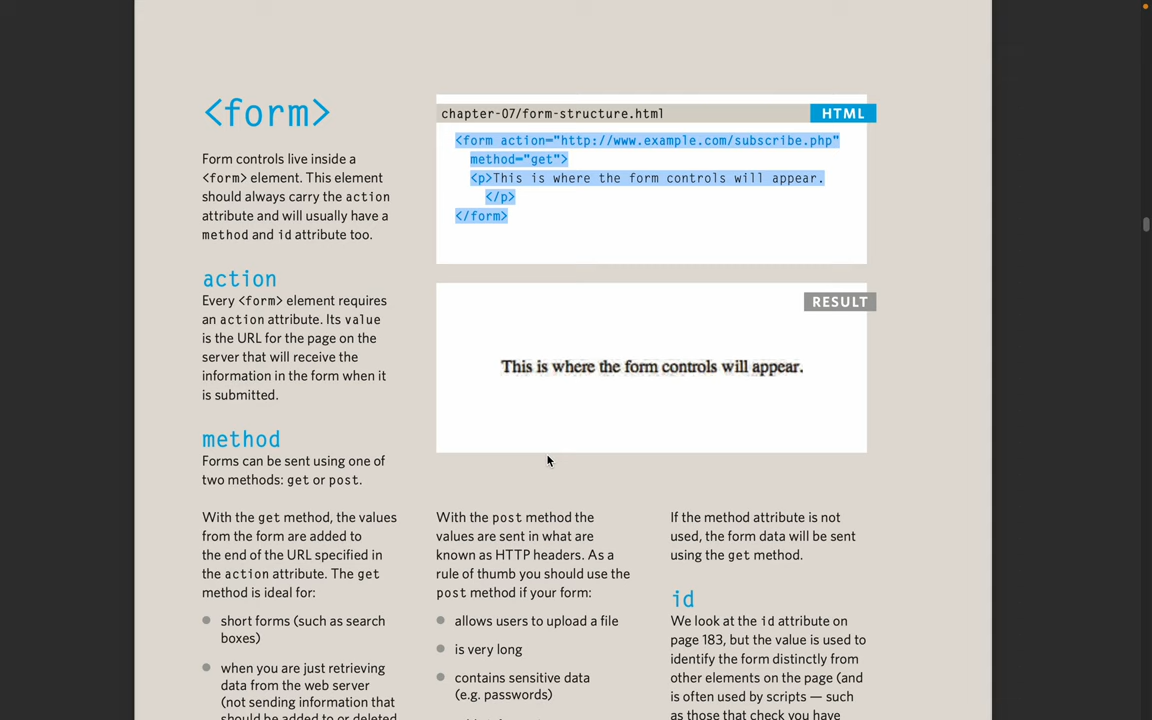 <form>
Form controls live inside a
<form> element. This element
should always carry the action
attribute and will usually have a
method and id attribute too.
action
Every <form> element requires
an action attribute. Its value
is the URL for the page on the
server that will receive the
information in the form when it
is submitted.
method
Forms can be sent using one of
two methods: get or post.
With the get method, the values
from the form are added to
the end of the URL specified in
the action attribute. The get
method is ideal for:
short forms (such as search
boxes)
when you are just retrieving
data from the web server
(not sending information that
should be added to or deleted
chapter-07/form-structure.html
HTML
<form action="http://www.example.com/subscribe.php"
method="get">
<p>This is where the form controls will appear.
</p>
</form>
RESULT
This is where the form controls will appear.
With the post method the
values are sent in what are
known as HTTP headers. As a
rule of thumb you should use the
post method if your form:
allows users to upload a file
is very long
contains sensitive data
(e.g. passwords)
If the method attribute is not
used, the form data will be sent
using the get method.
id
We look at the id attribute on
page 183, but the value is used to
identify the form distinctly from
other elements on the page (and
is often used by scripts — such
as those that check you have